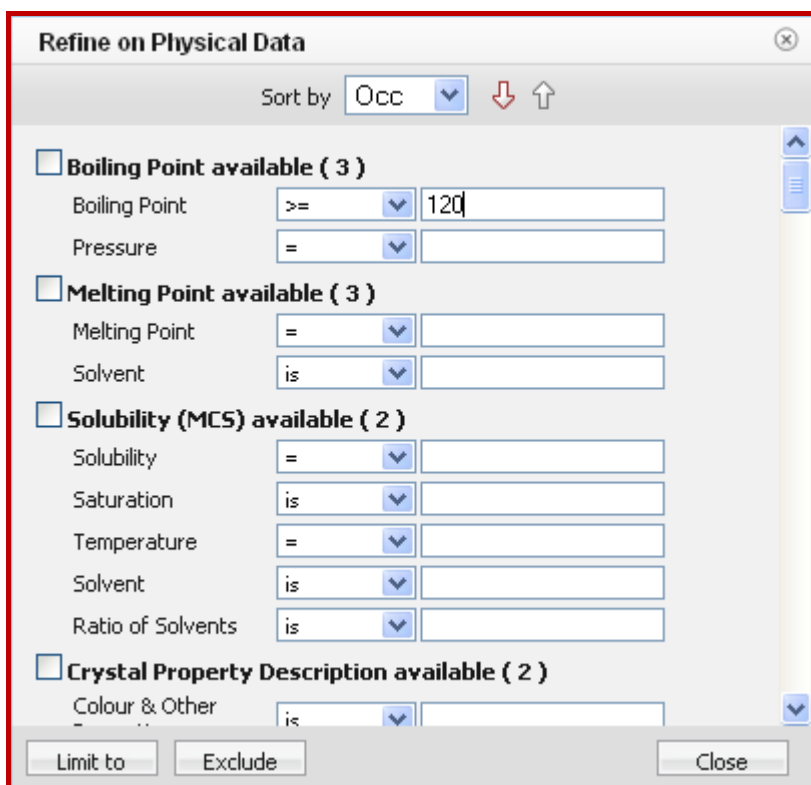 Refine on Physical Data
Sort by Occ
Boiling Point available ( 3 )
Boiling Point >= 120
Pressure =
Melting Point available ( 3 )
Melting Point =
Solvent is
Solubility (MCS) available ( 2 )
Solubility =
Saturation is
Temperature =
Solvent is
Ratio of Solvents is
Crystal Property Description available ( 2 )
Colour & Other
is
Limit to Exclude Close